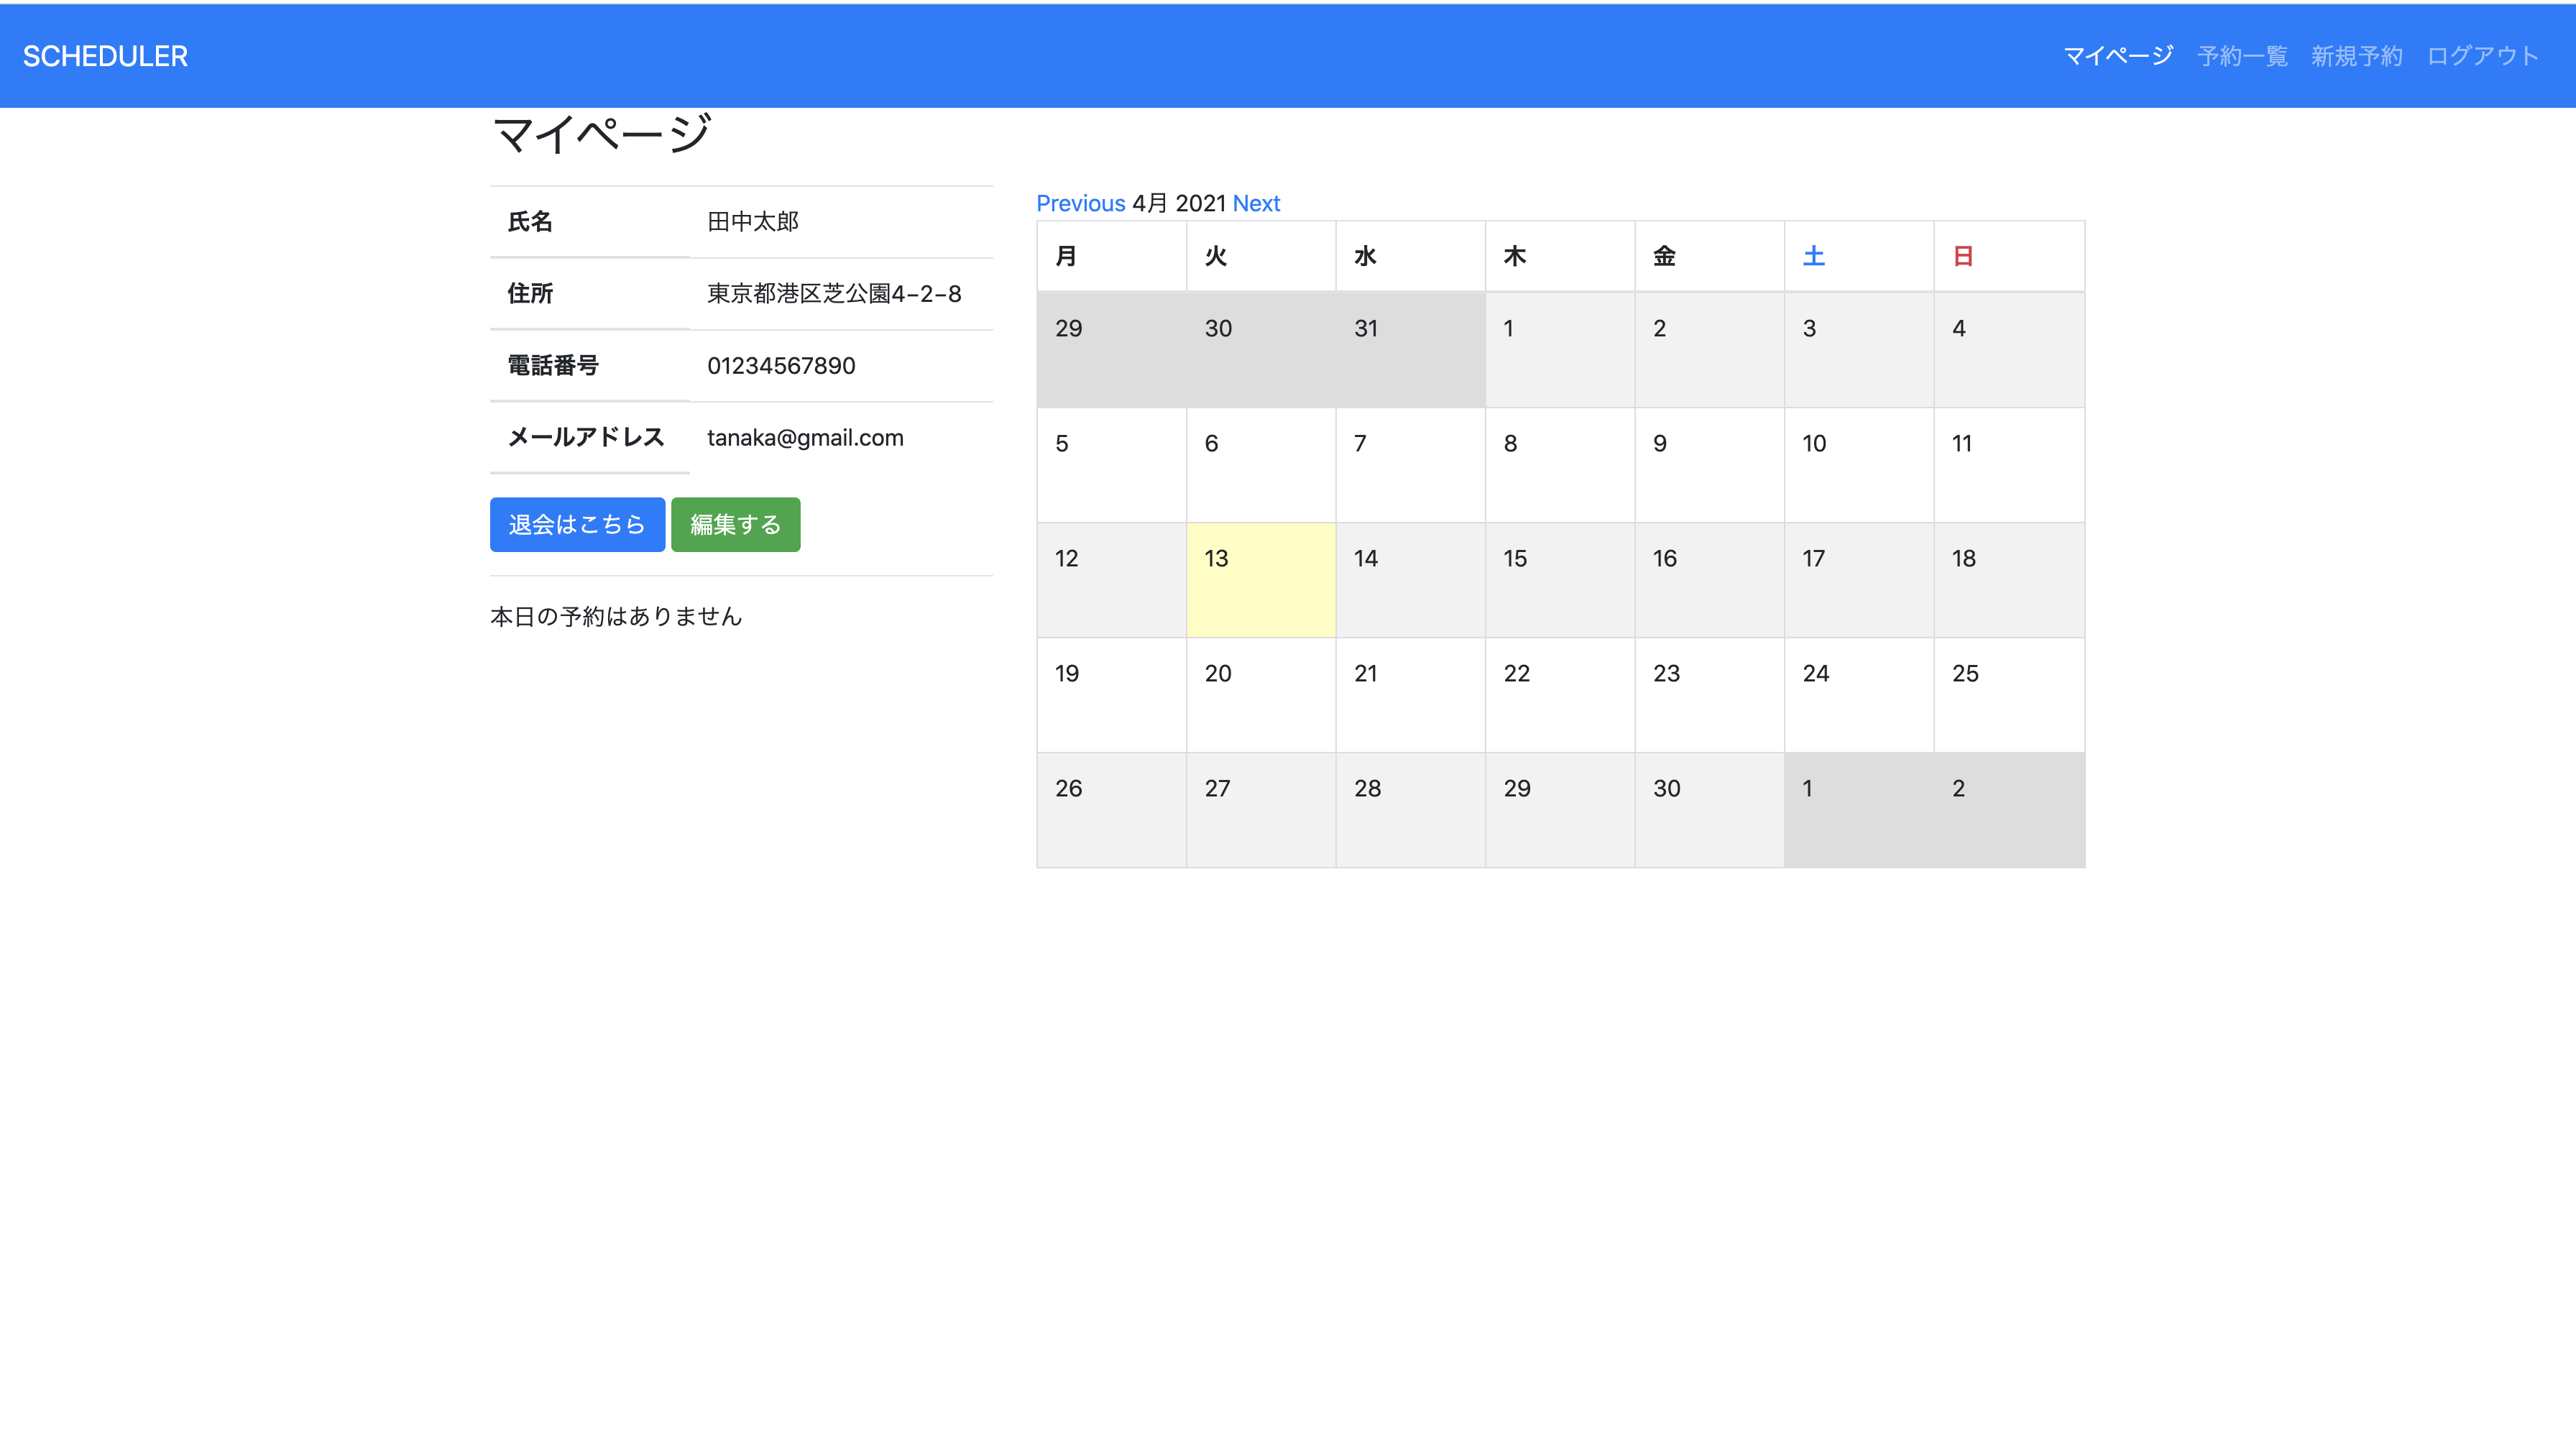 SCHEDULER
マイページ 予約一覧 新規予約 ログアウト
マイページ
氏名 田中太郎
住所 東京都港区芝公園4−2−8
電話番号 01234567890
メールアドレス tanaka@gmail.com
退会はこちら 編集する
本日の予約はありません
Previous 4月 2021 Next
月 火 水 木 金 土 日
29 30 31 1 2 3 4
5 6 7 8 9 10 11
12 13 14 15 16 17 18
19 20 21 22 23 24 25
26 27 28 29 30 1 2